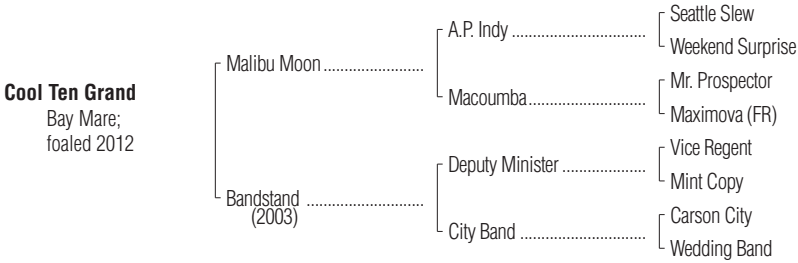 Cool Ten Grand
Bay Mare;
foaled 2012
Malibu Moon
Bandstand
(2003)
A.P. Indy
Macoumba
Deputy Minister
City Band
Seattle Slew
Weekend Surprise
Mr. Prospector
Maximova (FR)
Vice Regent
Mint Copy
Carson City
Wedding Band